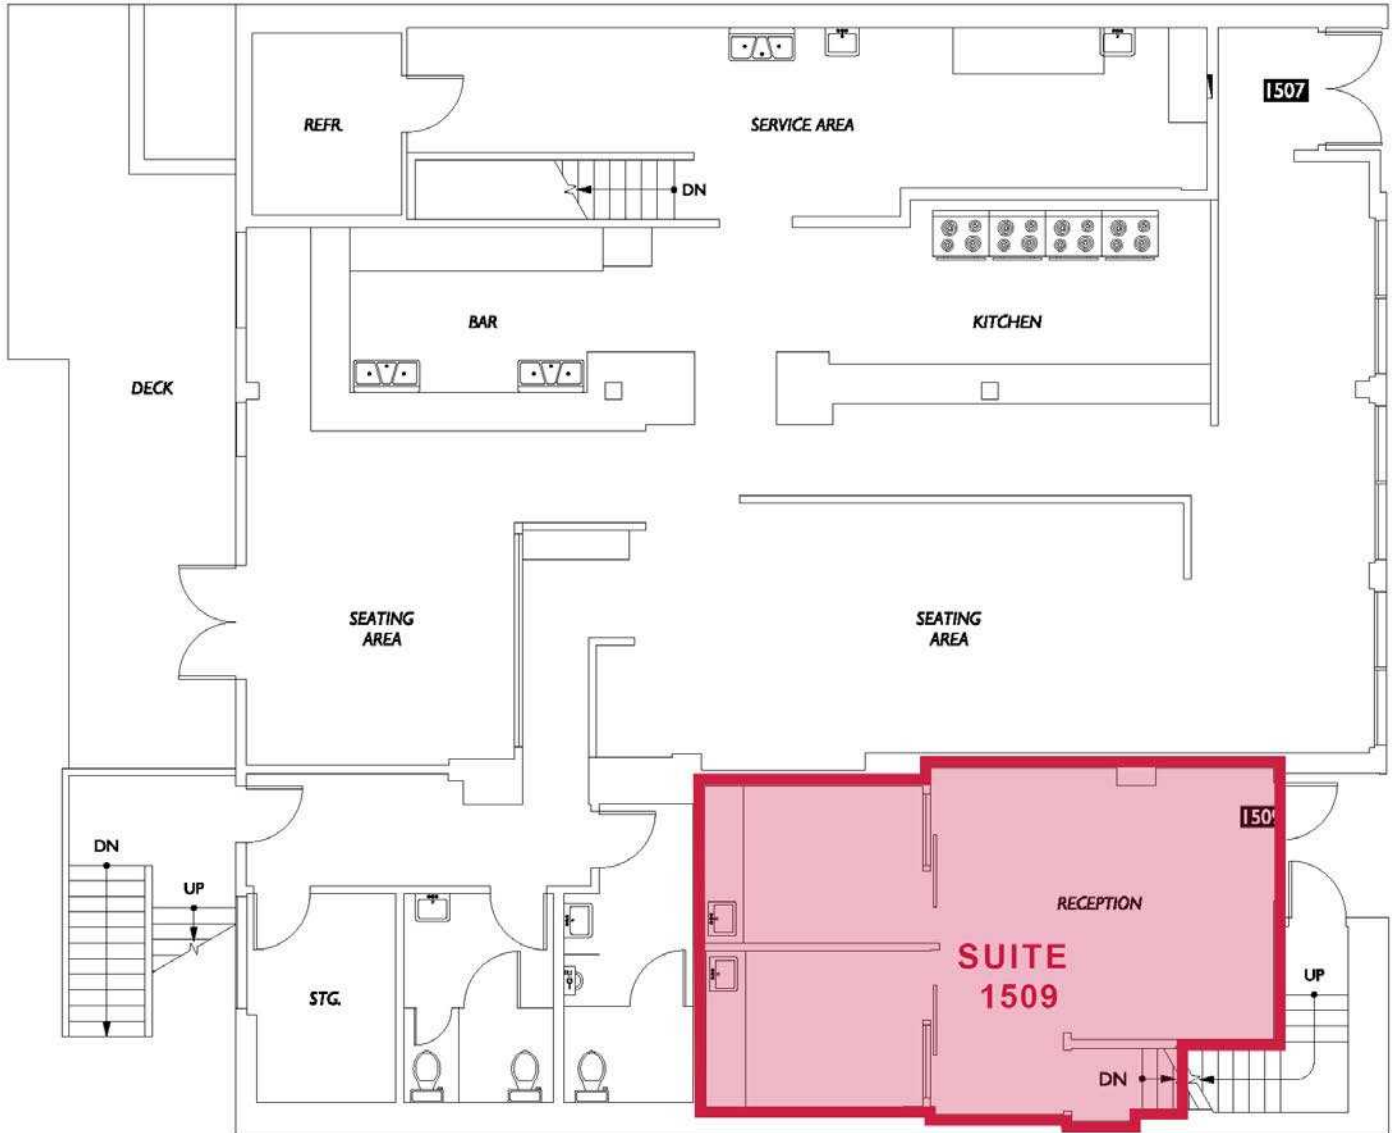 1507
REFR.
SERVICE AREA
DN
BAR
KITCHEN
DECK
SEATING
AREA
SEATING
AREA
1509
DN
UP
RECEPTION
SUITE
1509
UP
STG.
DN